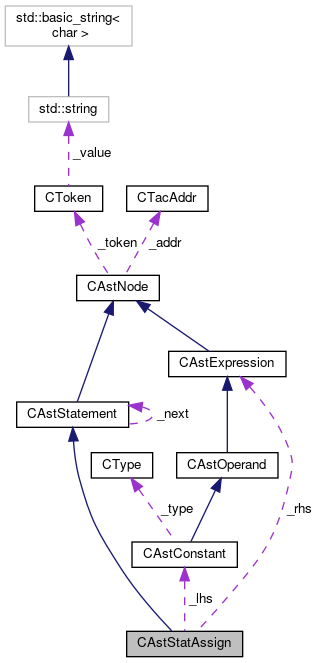 std::basic_string<
char >
std::string
_value
CToken
CTacAddr
_token
_addr
CAstNode
CAstExpression
CAstStatement
_next
CType
CAstOperand
_type
_rhs
CAstConstant
_lhs
CAstStatAssign